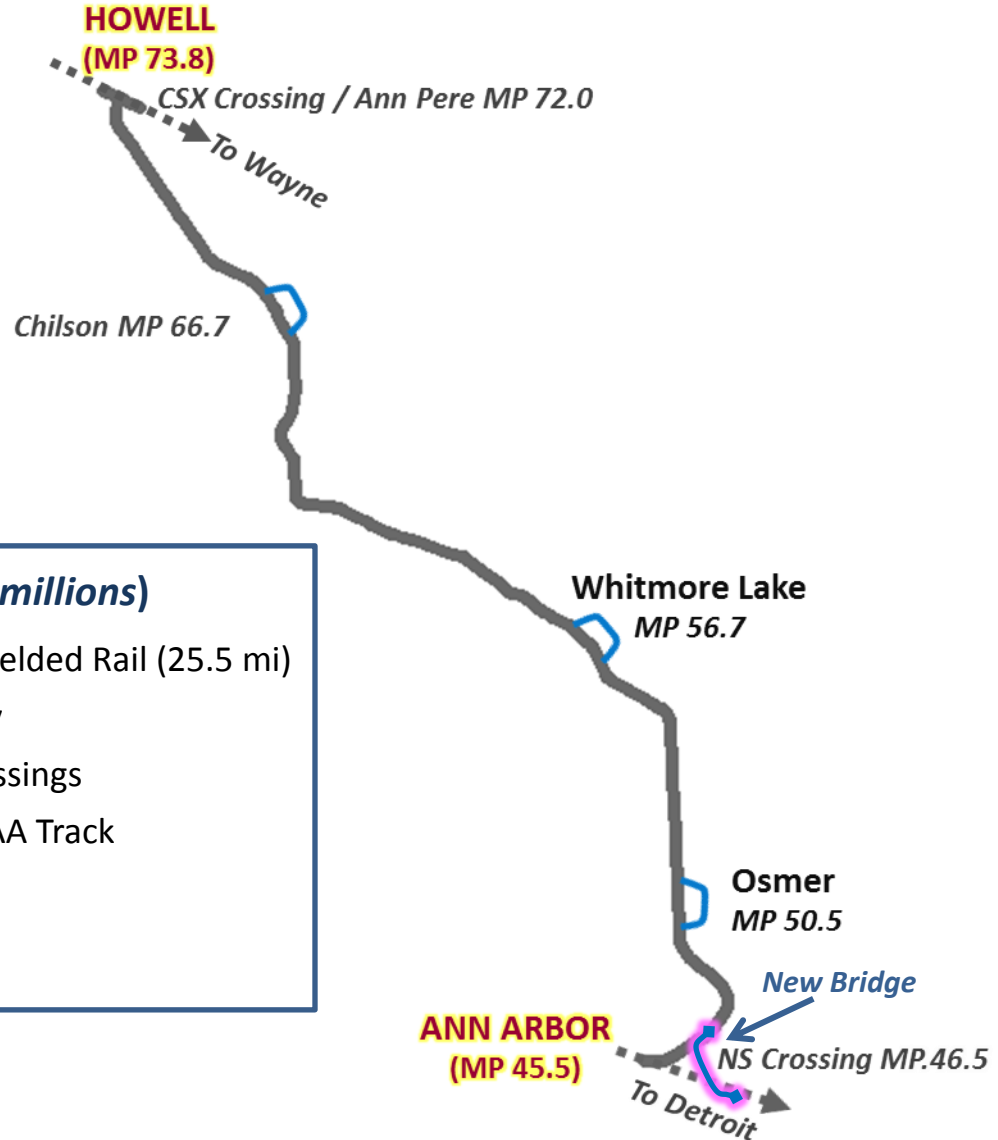 HOWELL
(MP 73.8)
CSX Crossing / Ann Pere MP 72.0
To Wayne
Chilson MP 66.7
millions)
elded Rail (25.5 mi)
ssings
AA Track
Whitmore Lake
MP 56.7
Osmer
MP 50.5
New Bridge
ANN ARBOR
(MP 45.5)
NS Crossing MP.46.5
To Detroit